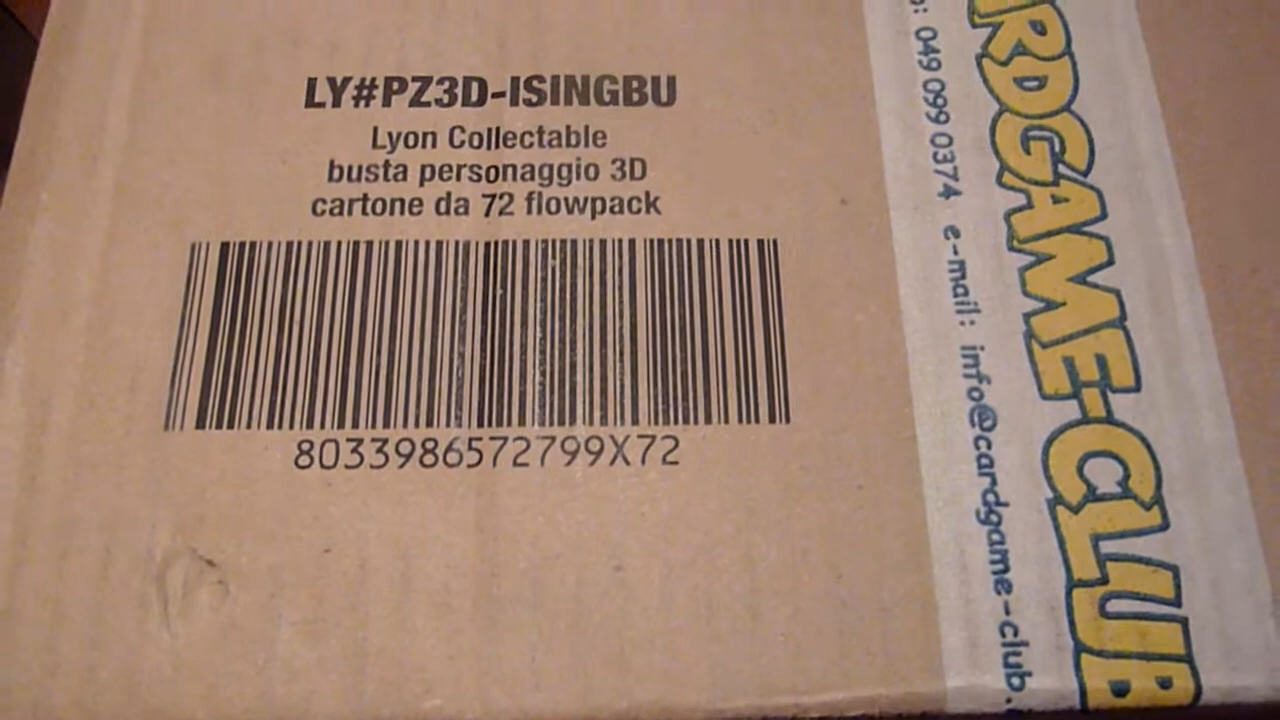 LY#PZ3D-ISINGBU
Lyon Collectable
busta personaggio 3D
cartone da 72 flowpack
8033986572799X72
RDGAME-CLUB
: 049 099 0374 e-mail: info@cardgame-club.